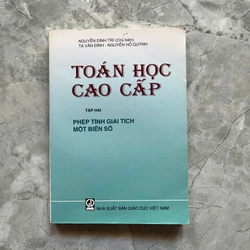 NGUYỄN ĐÌNH TRÍ (Chủ biên)
TẠ VĂN ĐĨNH - NGUYỄN HỒ QUỲNH
TOÁN HỌC
CAO CẤP
TẬP HAI
PHÉP TÍNH GIẢI TÍCH
MỘT BIẾN SỐ
NHÀ XUẤT BẢN GIÁO DỤC VIỆT NAM